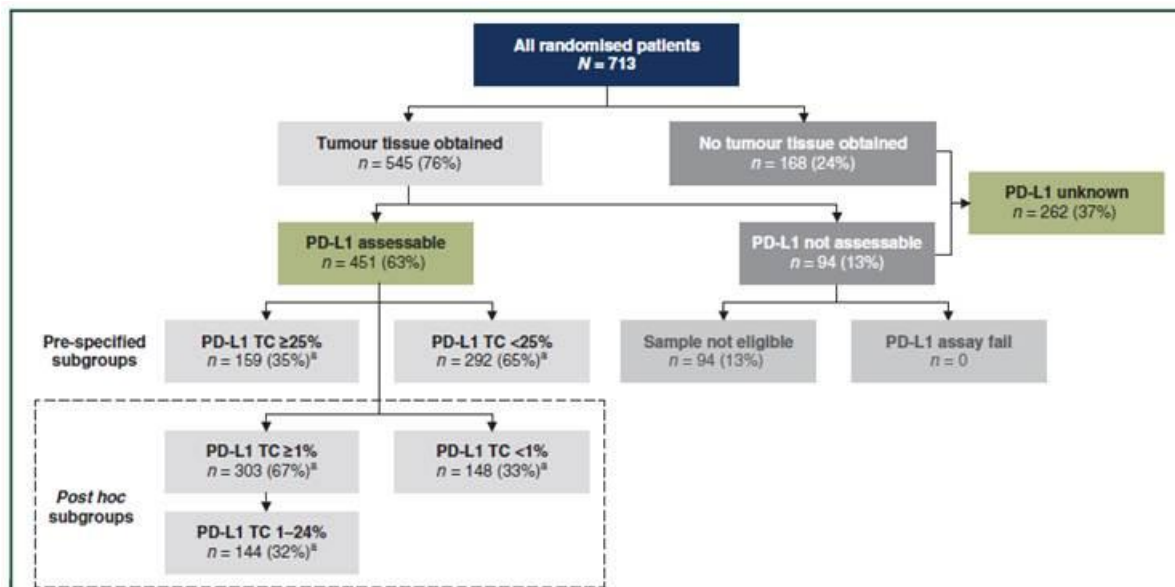 All randomised patients
N = 713
Tumour tissue obtained
n = 545 (76%)
No tumour tissue obtained
n = 168 (24%)
PD-L1 unknown
n = 262 (37%)
PD-L1 assessable
n = 451 (63%)
PD-L1 not assessable
n = 94 (13%)
Pre-specified
subgroups
PD-L1 TC ≥25%
n = 159 (35%)ᵃ
PD-L1 TC <25%
n = 292 (65%)ᵃ
Sample not eligible
n = 94 (13%)
PD-L1 assay fail
n = 0
Post hoc
subgroups
PD-L1 TC ≥1%
n = 303 (67%)ᵃ
PD-L1 TC <1%
n = 148 (33%)ᵃ
PD-L1 TC 1–24%
n = 144 (32%)ᵃ